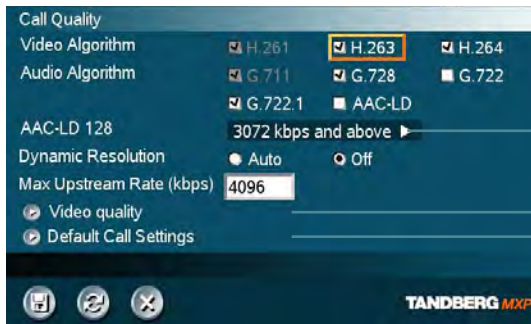 Call Quality
Video Algorithm H.261 H.263 H.264
Audio Algorithm G.711 G.728 G.722
G.722.1 AAC-LD
AAC-LD 128 3072 kbps and above
Dynamic Resolution Auto Off
Max Upstream Rate (kbps) 4096
Video quality
Default Call Settings
TANDBERG MXP